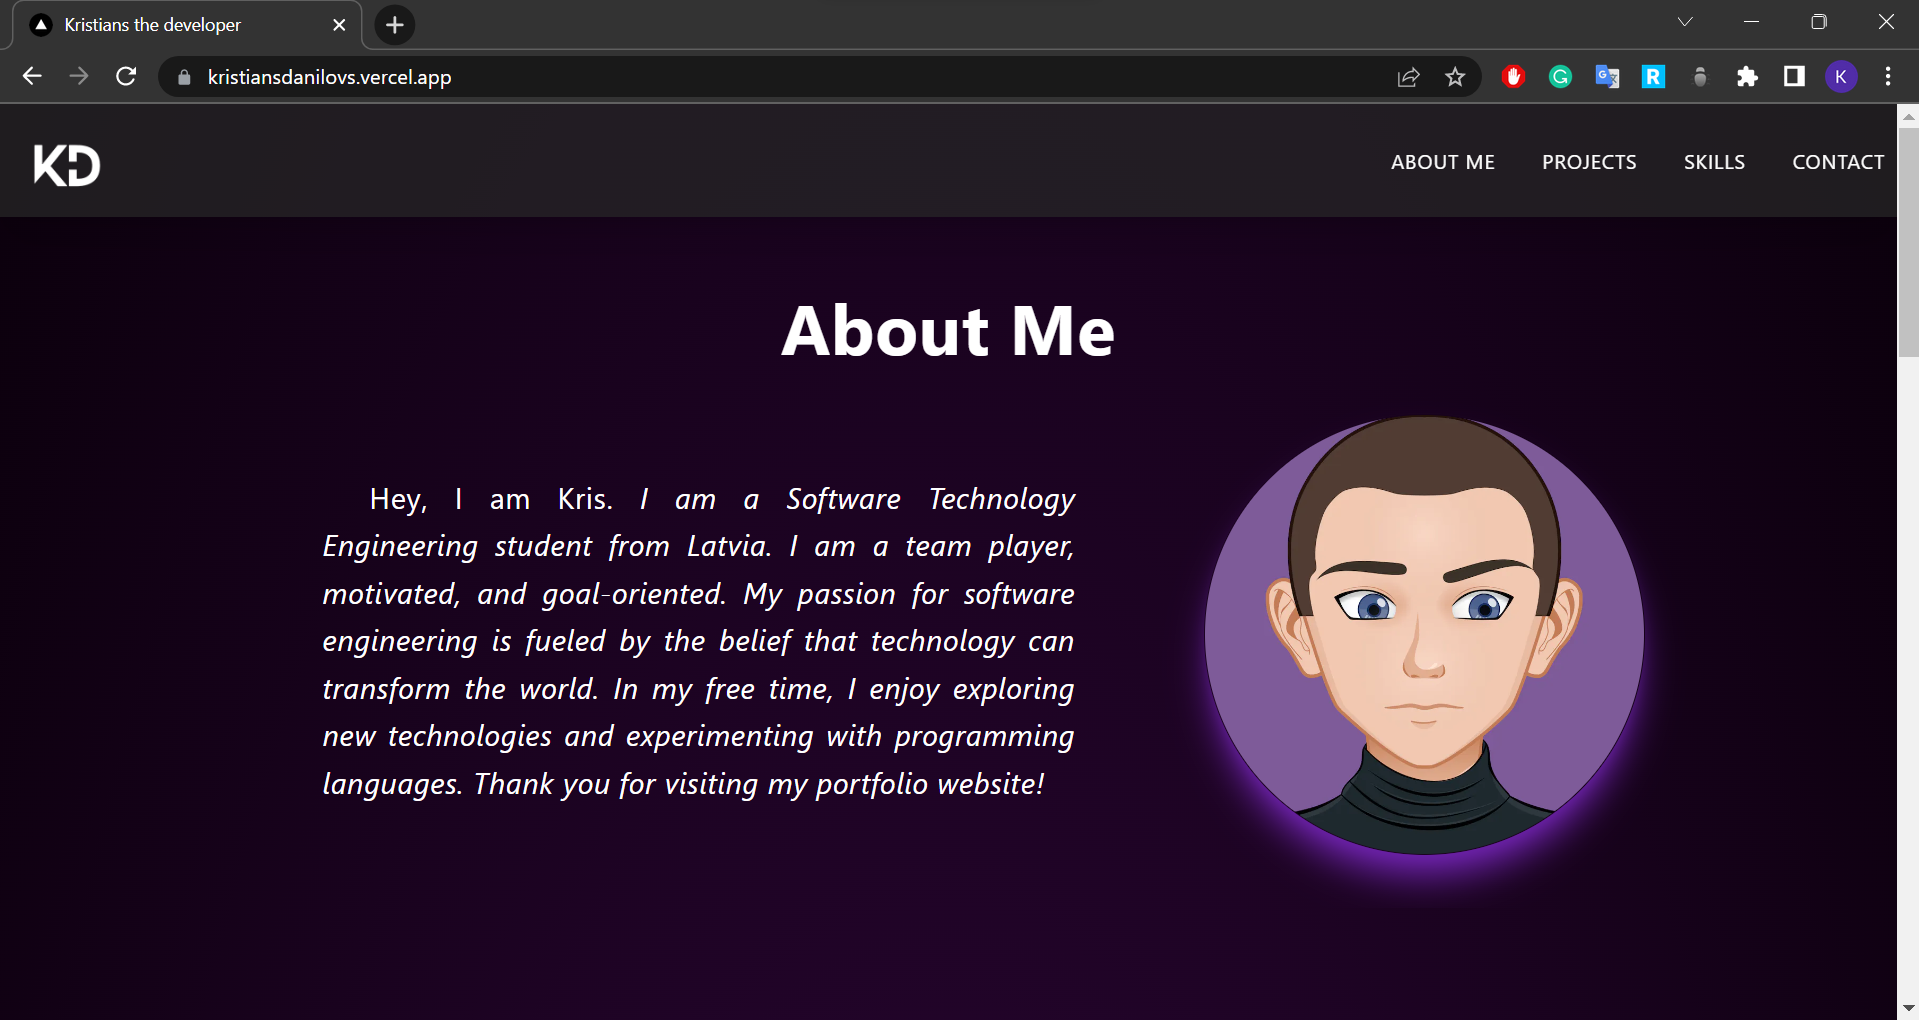 Kristians the developer
kristiansdanilovs.vercel.app
K
KD
ABOUT ME PROJECTS SKILLS CONTACT
About Me
Hey, I am Kris. I am a Software Technology
Engineering student from Latvia. I am a team player,
motivated, and goal-oriented. My passion for software
engineering is fueled by the belief that technology can
transform the world. In my free time, I enjoy exploring
new technologies and experimenting with programming
languages. Thank you for visiting my portfolio website!